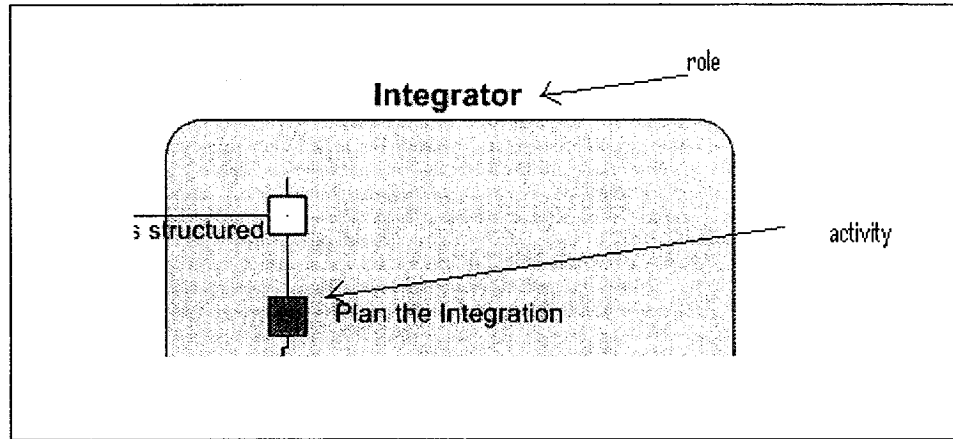 role
Integrator
s structured
activity
Plan the Integration